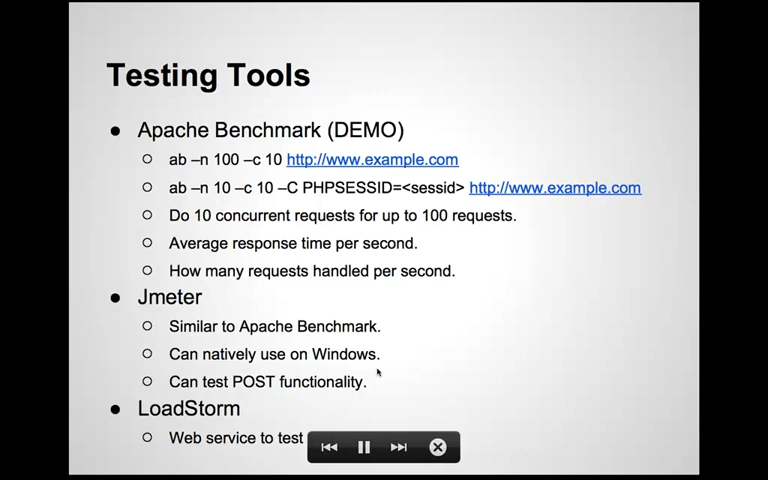 Testing Tools
● Apache Benchmark (DEMO)
○ ab –n 100 –c 10 http://www.example.com
○ ab –n 10 –c 10 –C PHPSESSID=<sessid> http://www.example.com
○ Do 10 concurrent requests for up to 100 requests.
○ Average response time per second.
○ How many requests handled per second.
● Jmeter
○ Similar to Apache Benchmark.
○ Can natively use on Windows.
○ Can test POST functionality.
● LoadStorm
○ Web service to test